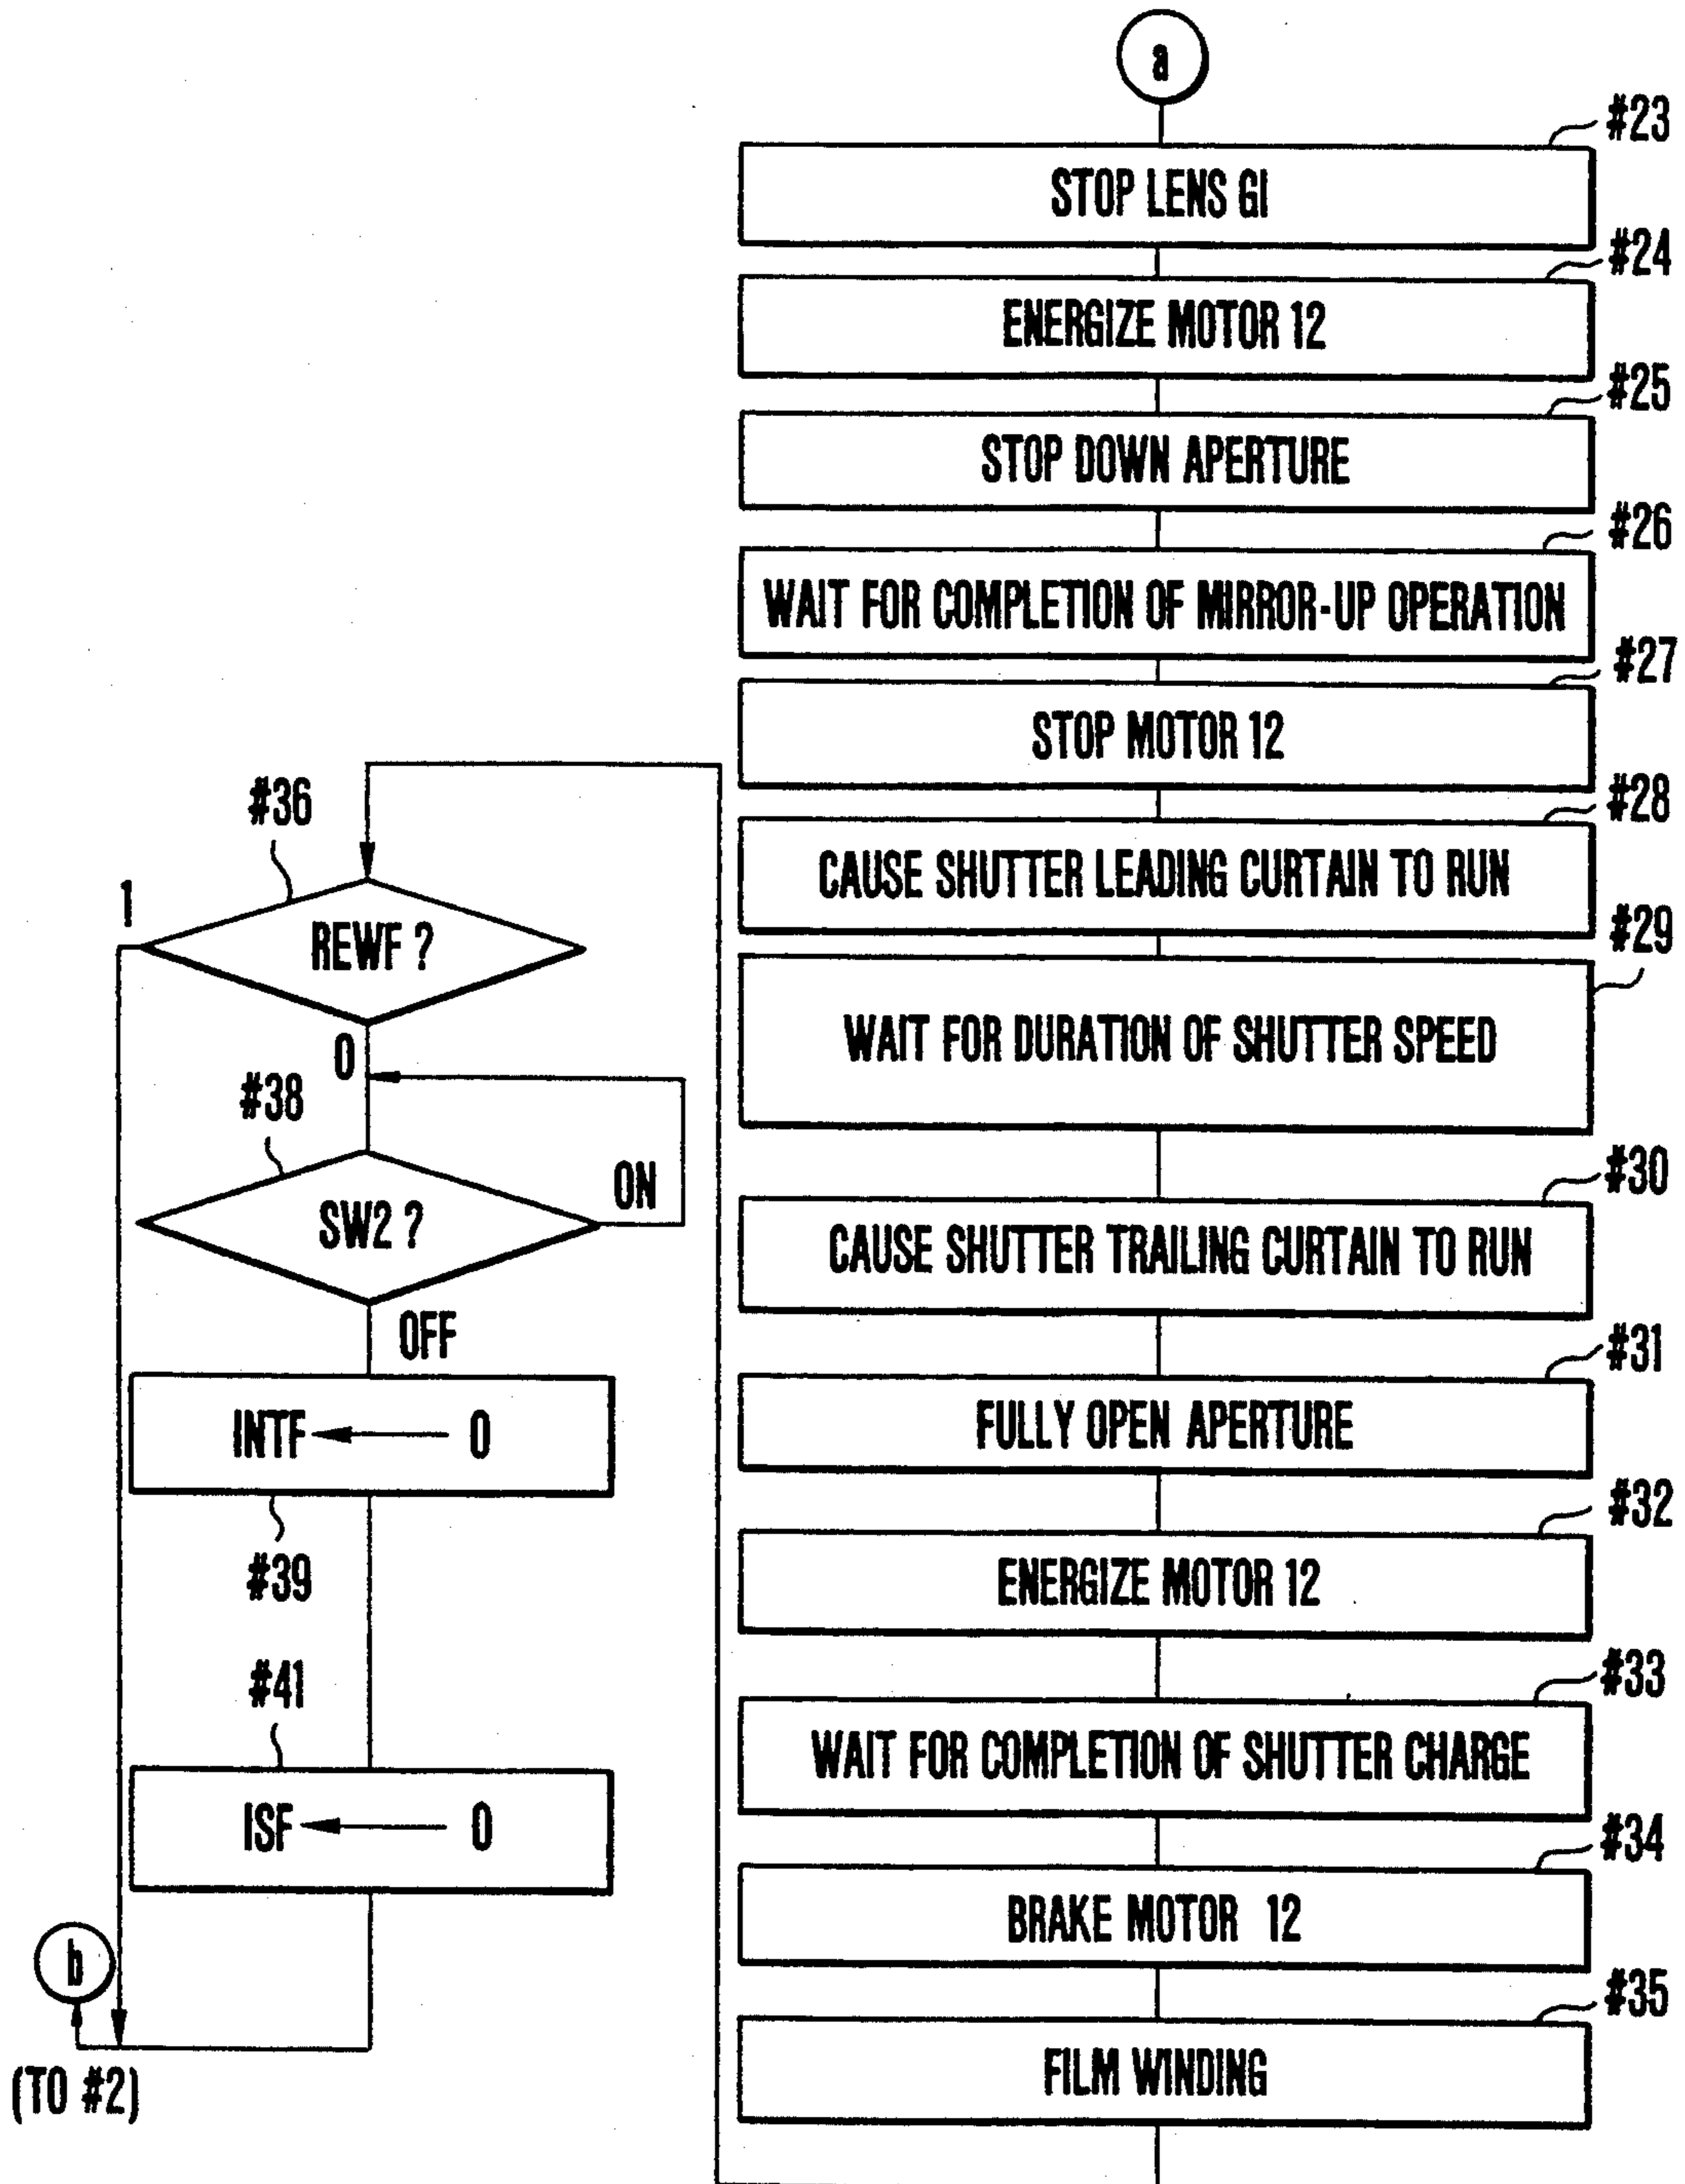 a
#23
STOP LENS GI
#24
ENERGIZE MOTOR 12
#25
STOP DOWN APERTURE
#26
WAIT FOR COMPLETION OF MIRROR-UP OPERATION
#27
STOP MOTOR 12
#28
CAUSE SHUTTER LEADING CURTAIN TO RUN
#29
WAIT FOR DURATION OF SHUTTER SPEED
#30
CAUSE SHUTTER TRAILING CURTAIN TO RUN
#31
FULLY OPEN APERTURE
#32
ENERGIZE MOTOR 12
#33
WAIT FOR COMPLETION OF SHUTTER CHARGE
#34
BRAKE MOTOR 12
#35
FILM WINDING
#36
1
REWF ?
0
#38
SW2 ?
ON
OFF
INTF 0
#39
#41
ISF 0
b
(TO #2)